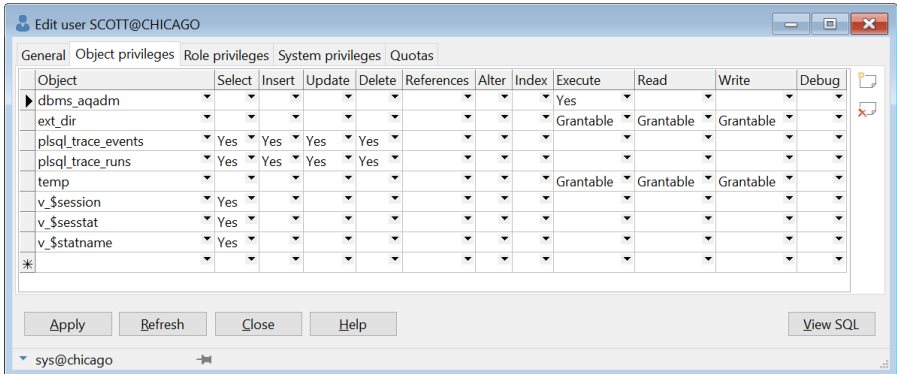 Edit user SCOTT@CHICAGO
General Object privileges Role privileges System privileges Quotas
Object Select Insert Update Delete References Alter Index Execute Read Write Debug
dbms_aqadm Yes
ext_dir Grantable Grantable Grantable
plsql_trace_events Yes Yes Yes Yes
plsql_trace_runs Yes Yes Yes Yes
temp Grantable Grantable Grantable
v_$session Yes
v_$sesstat Yes
v_$statname Yes
Apply Refresh Close Help View SQL
sys@chicago